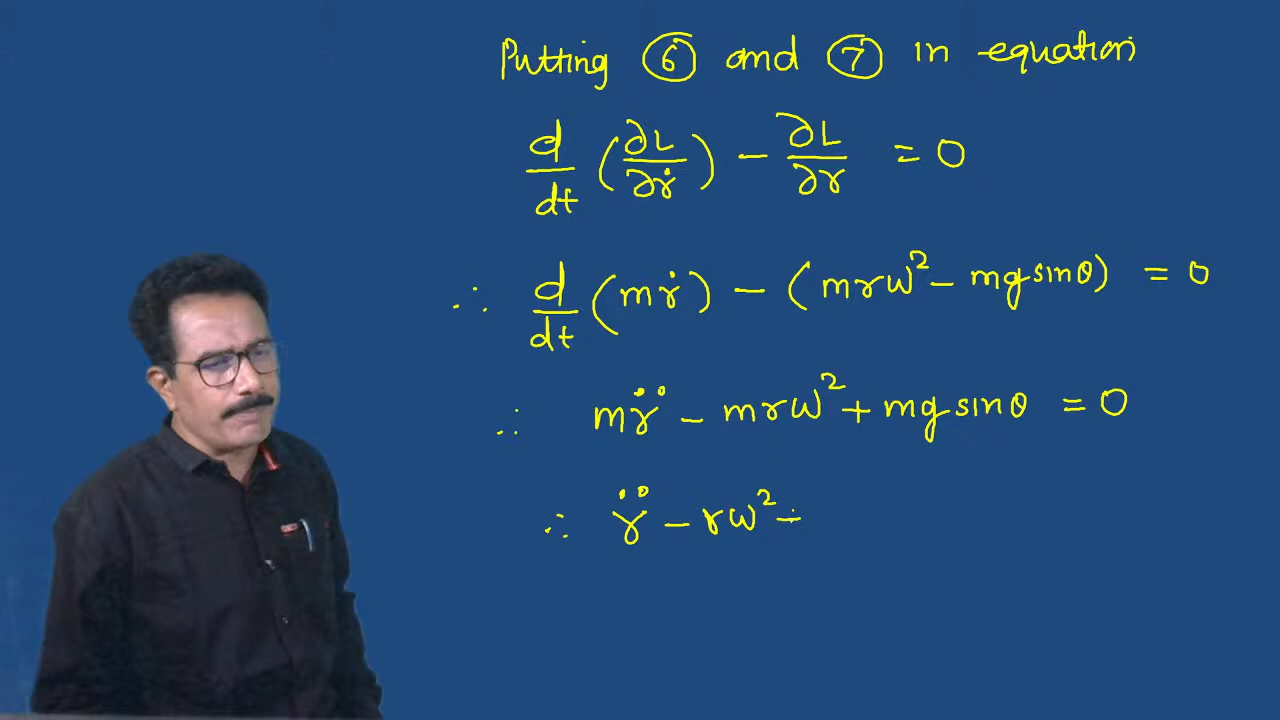 Putting ⑥ and ⑦ in equation
d/dt (∂L/∂ṙ) − ∂L/∂r = 0
∴ d/dt (mṙ) − (mrω² − mg sinθ) = 0
∴ mr̈ − mrω² + mg sinθ = 0
∴ r̈ − rω² −